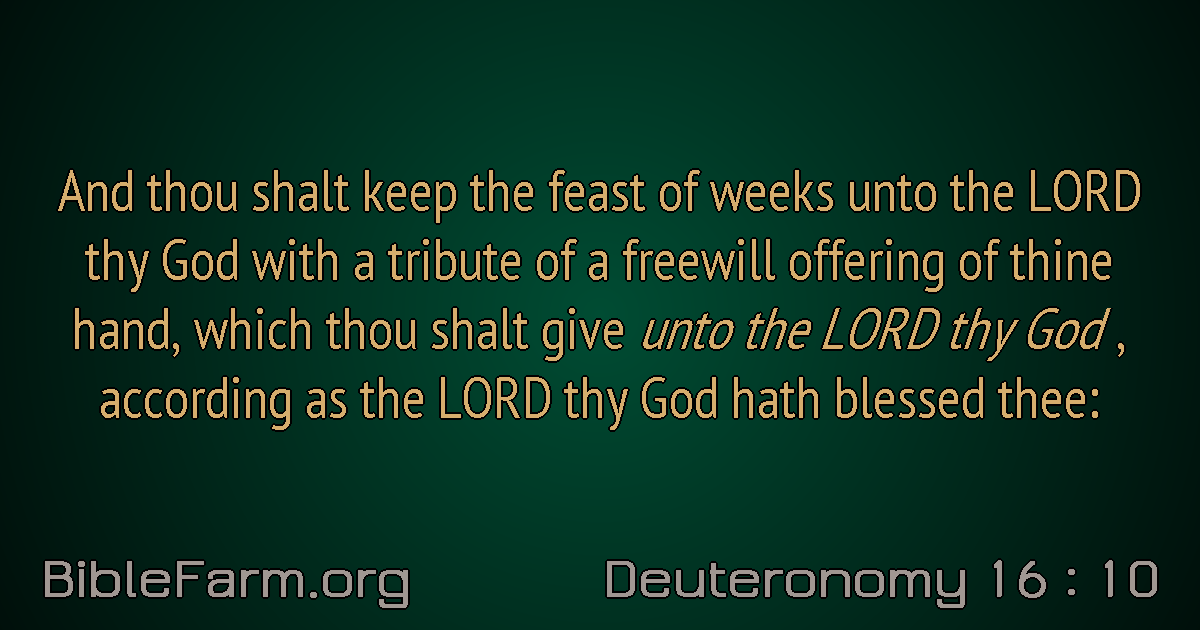 And thou shalt keep the feast of weeks unto the LORD
thy God with a tribute of a freewill offering of thine
hand, which thou shalt give unto the LORD thy God ,
according as the LORD thy God hath blessed thee:
BibleFarm.org
Deuteronomy 16 : 10